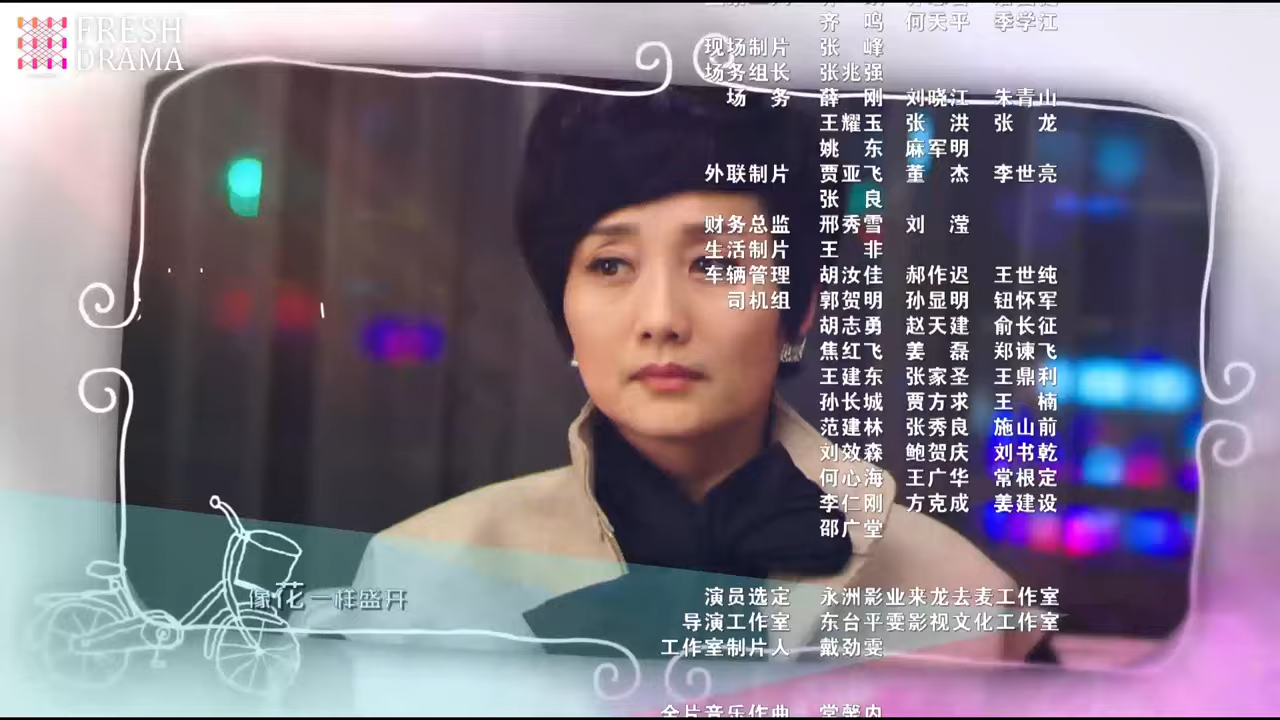 FRESH
DRAMA
齐 鸣 何天平 季学江
现场制片 张 峰
场务组长 张兆强
场 务 薛 刚 刘晓江 朱青山
王耀玉 张 洪 张 龙
姚 东 麻军明
外联制片 贾亚飞 董 杰 李世亮
张 良
财务总监 邢秀雪 刘 滢
生活制片 王 非
车辆管理 胡汝佳 郝作迟 王世纯
司机组 郭贺明 孙显明 钮怀军
胡志勇 赵天建 俞长征
焦红飞 姜 磊 郑谏飞
王建东 张家圣 王鼎利
孙长城 贾方求 王 楠
范建林 张秀良 施山前
刘效森 鲍贺庆 刘书乾
何心海 王广华 常根定
李仁刚 方克成 姜建设
邵广堂
像花一样盛开
演员选定 永洲影业来龙去麦工作室
导演工作室 东台平雯影视文化工作室
工作室制片人 戴劲雯
全片音乐作曲